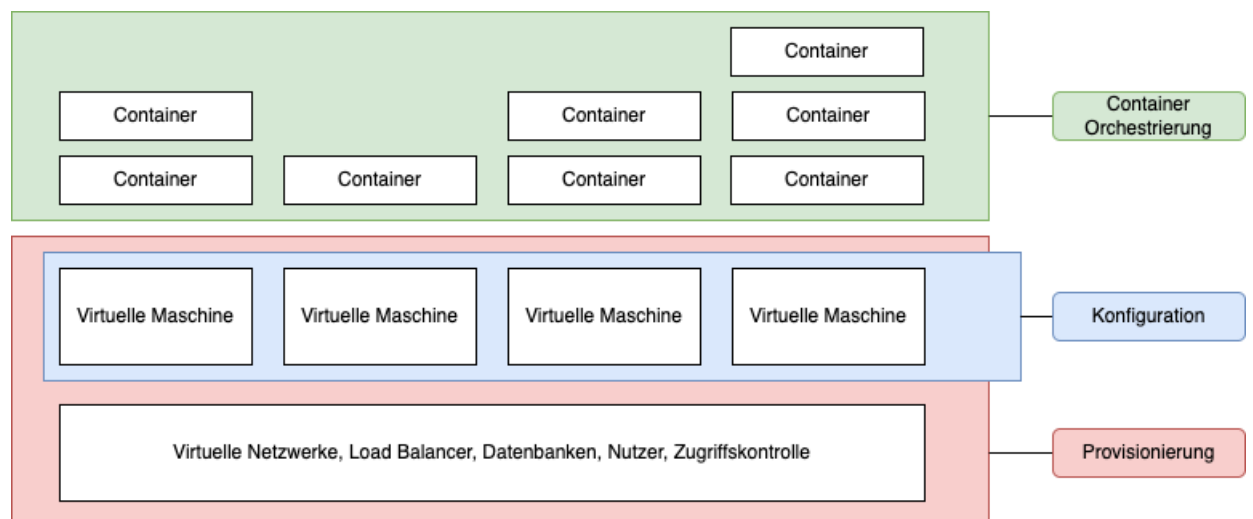 Container
Container
Container
Container
Container
Orchestrierung
Container
Container
Container
Container
Virtuelle Maschine
Virtuelle Maschine
Virtuelle Maschine
Virtuelle Maschine
Konfiguration
Virtuelle Netzwerke, Load Balancer, Datenbanken, Nutzer, Zugriffskontrolle
Provisionierung